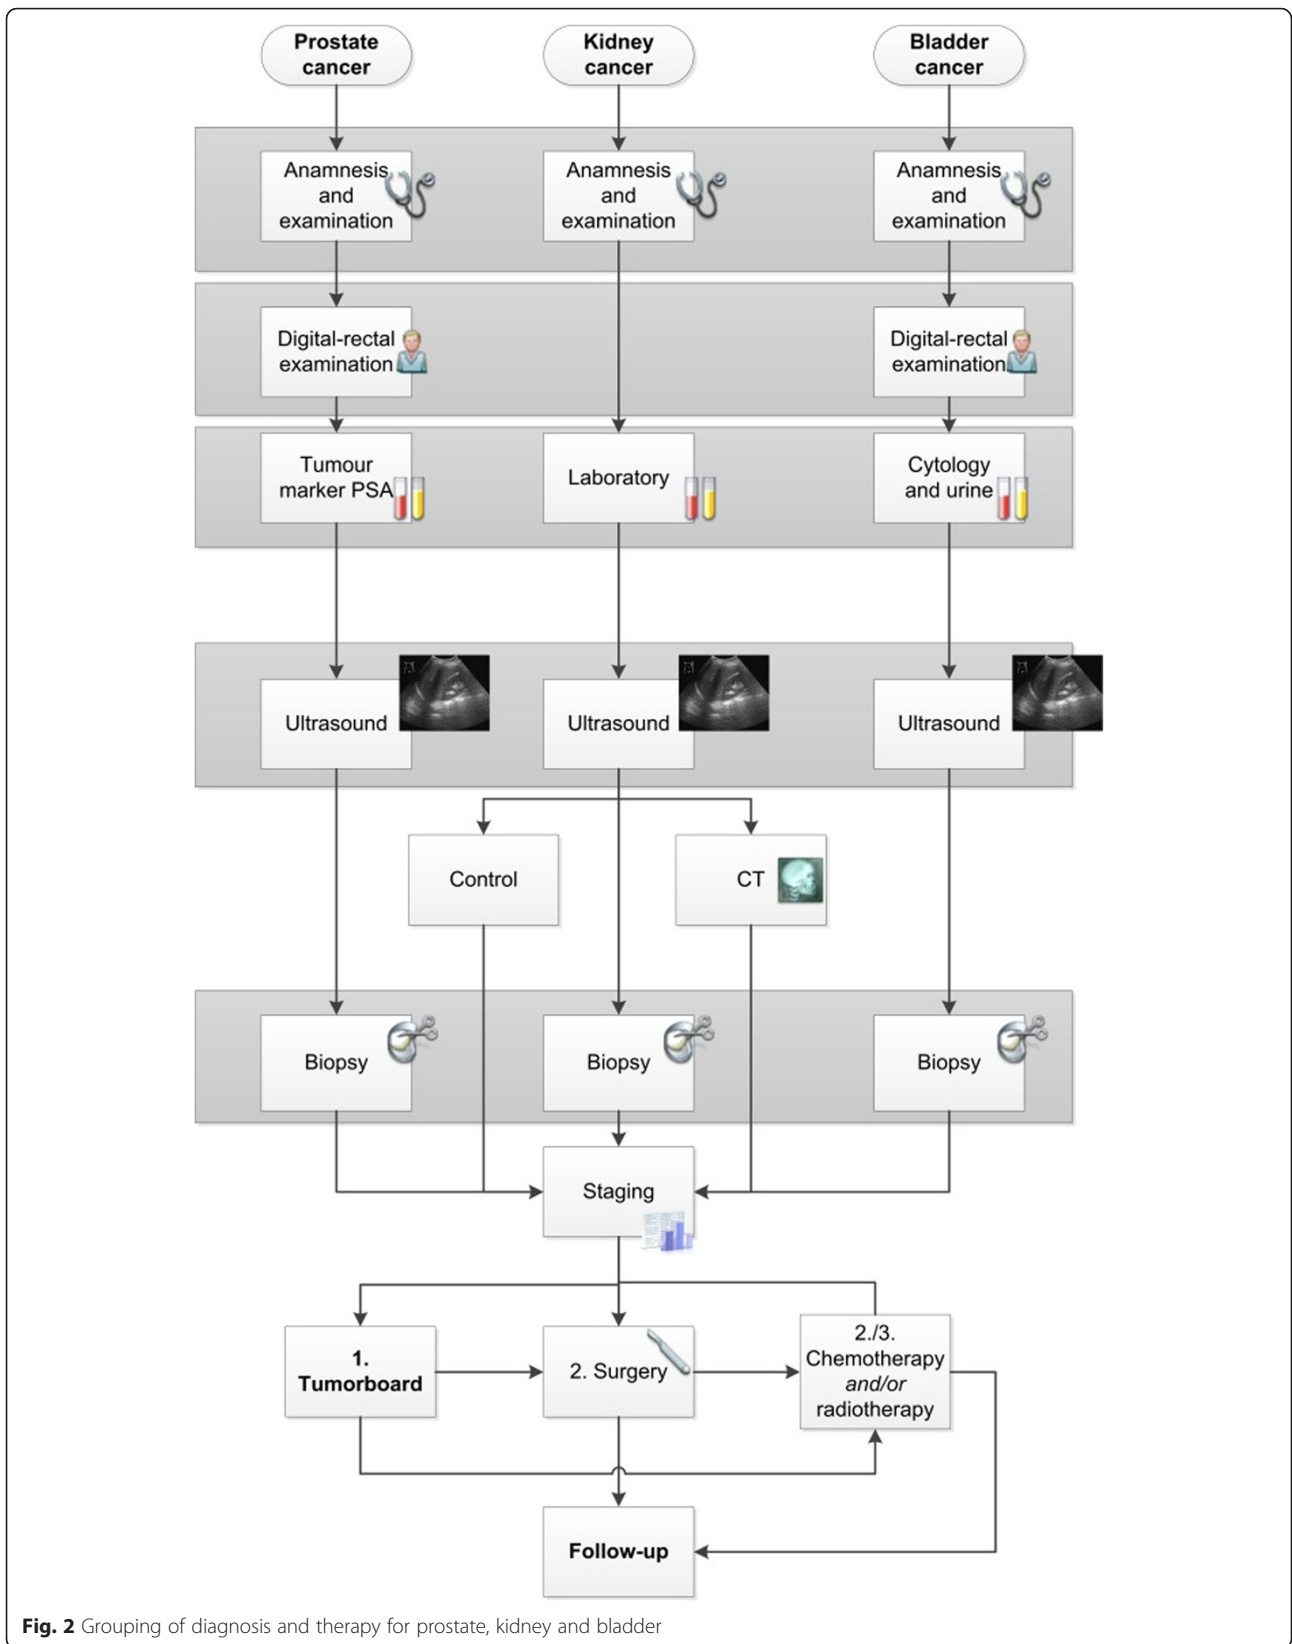 Prostate
cancer
Kidney
cancer
Bladder
cancer
Anamnesis
and
examination
Anamnesis
and
examination
Anamnesis
and
examination
Digital-rectal
examination
Digital-rectal
examination
Tumour
marker PSA
Laboratory
Cytology
and urine
Ultrasound
Ultrasound
Ultrasound
Control
CT
Biopsy
Biopsy
Biopsy
Staging
1.
Tumorboard
2. Surgery
2./3.
Chemotherapy
and/or
radiotherapy
Follow-up
Fig. 2 Grouping of diagnosis and therapy for prostate, kidney and bladder